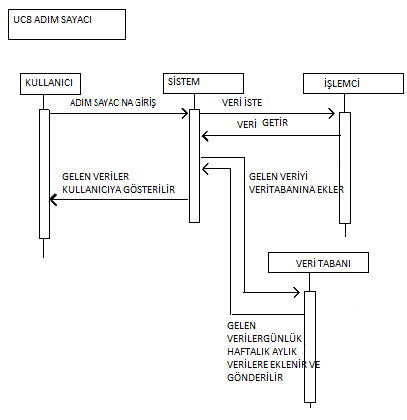 UC8 ADIM SAYACI
KULLANICI
SİSTEM
İŞLEMCİ
ADIM SAYACINA GİRİŞ
VERİ İSTE
VERİ GETİR
GELEN VERİLER
KULLANICIYA GÖSTERİLİR
GELEN VERİYİ
VERİTABANINA EKLER
VERİ TABANI
GELEN
VERİLERGÜNLÜK
HAFTALIK AYLIK
VERİLERE EKLENİR VE
GÖNDERİLİR